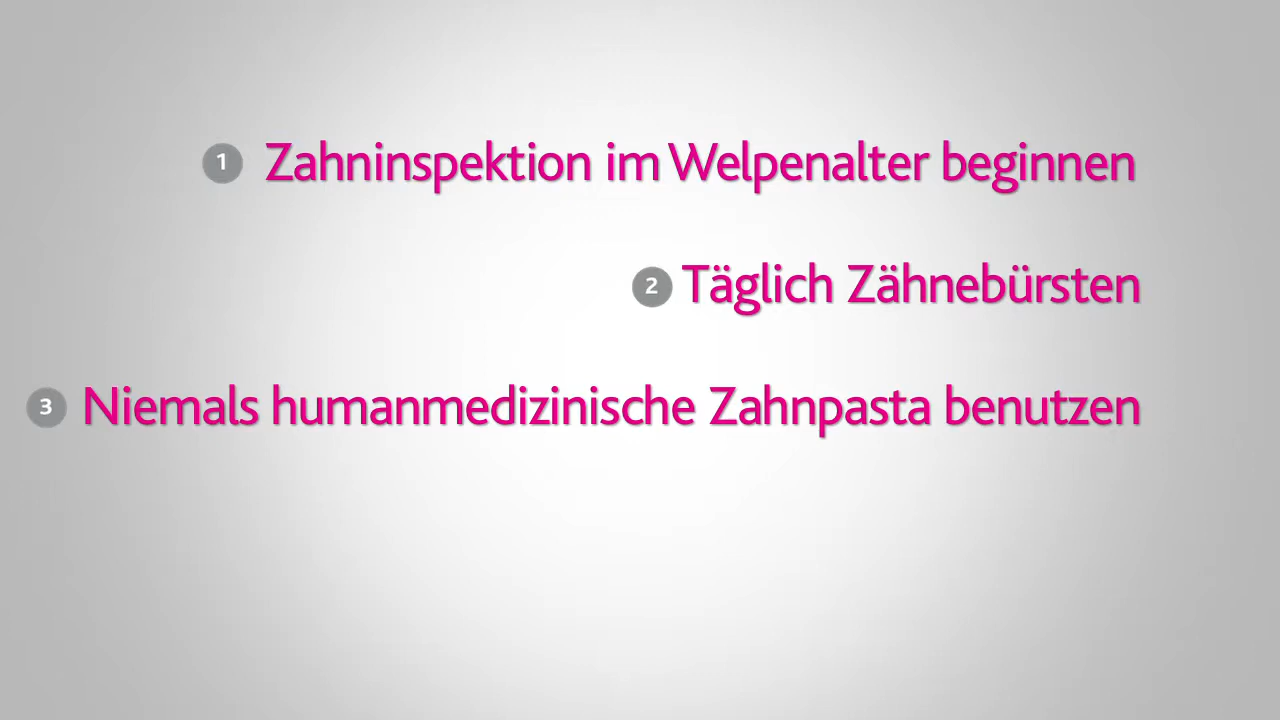 1 Zahninspektion im Welpenalter beginnen
2 Täglich Zähnebürsten
3 Niemals humanmedizinische Zahnpasta benutzen